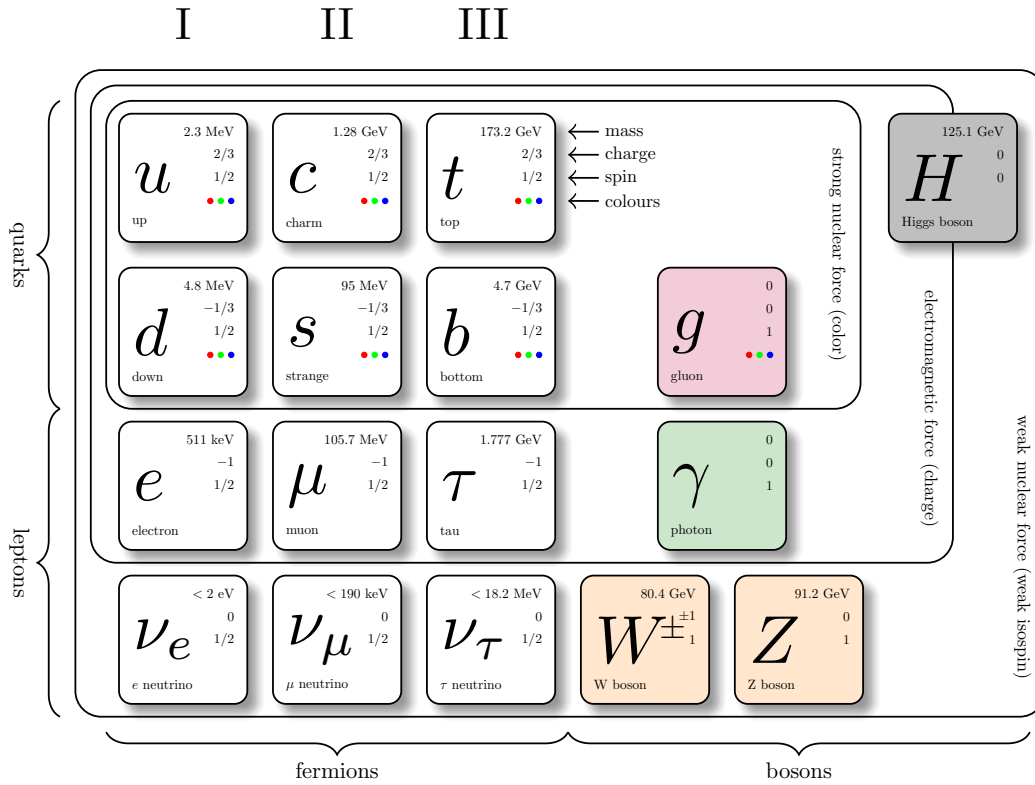 I II III
2.3 MeV
2/3
1/2
u
up
1.28 GeV
2/3
1/2
c
charm
173.2 GeV
2/3
1/2
t
top
mass
charge
spin
colours
125.1 GeV
0
0
H
Higgs boson
4.8 MeV
−1/3
1/2
d
down
95 MeV
−1/3
1/2
s
strange
4.7 GeV
−1/3
1/2
b
bottom
0
0
1
g
gluon
511 keV
−1
1/2
e
electron
105.7 MeV
−1
1/2
μ
muon
1.777 GeV
−1
1/2
τ
tau
0
0
1
γ
photon
< 2 eV
0
1/2
νe
e neutrino
< 190 keV
0
1/2
νμ
μ neutrino
< 18.2 MeV
0
1/2
ντ
τ neutrino
80.4 GeV
±1
1
W±
W boson
91.2 GeV
0
1
Z
Z boson
quarks
leptons
strong nuclear force (color)
electromagnetic force (charge)
weak nuclear force (weak isospin)
fermions
bosons